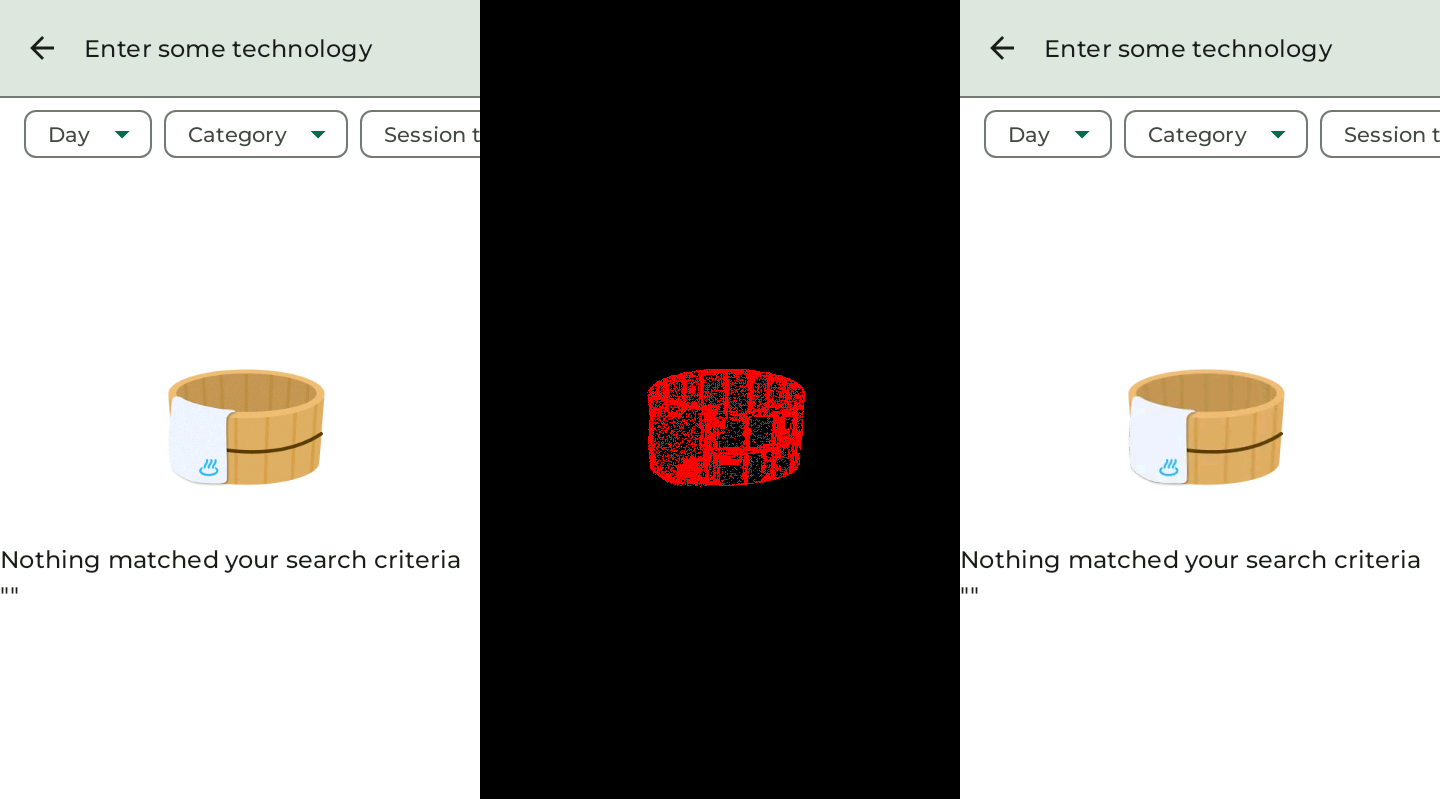 Enter some technology
Day
Category
Session t
Nothing matched your search criteria
""
Enter some technology
Day
Category
Session t
Nothing matched your search criteria
""